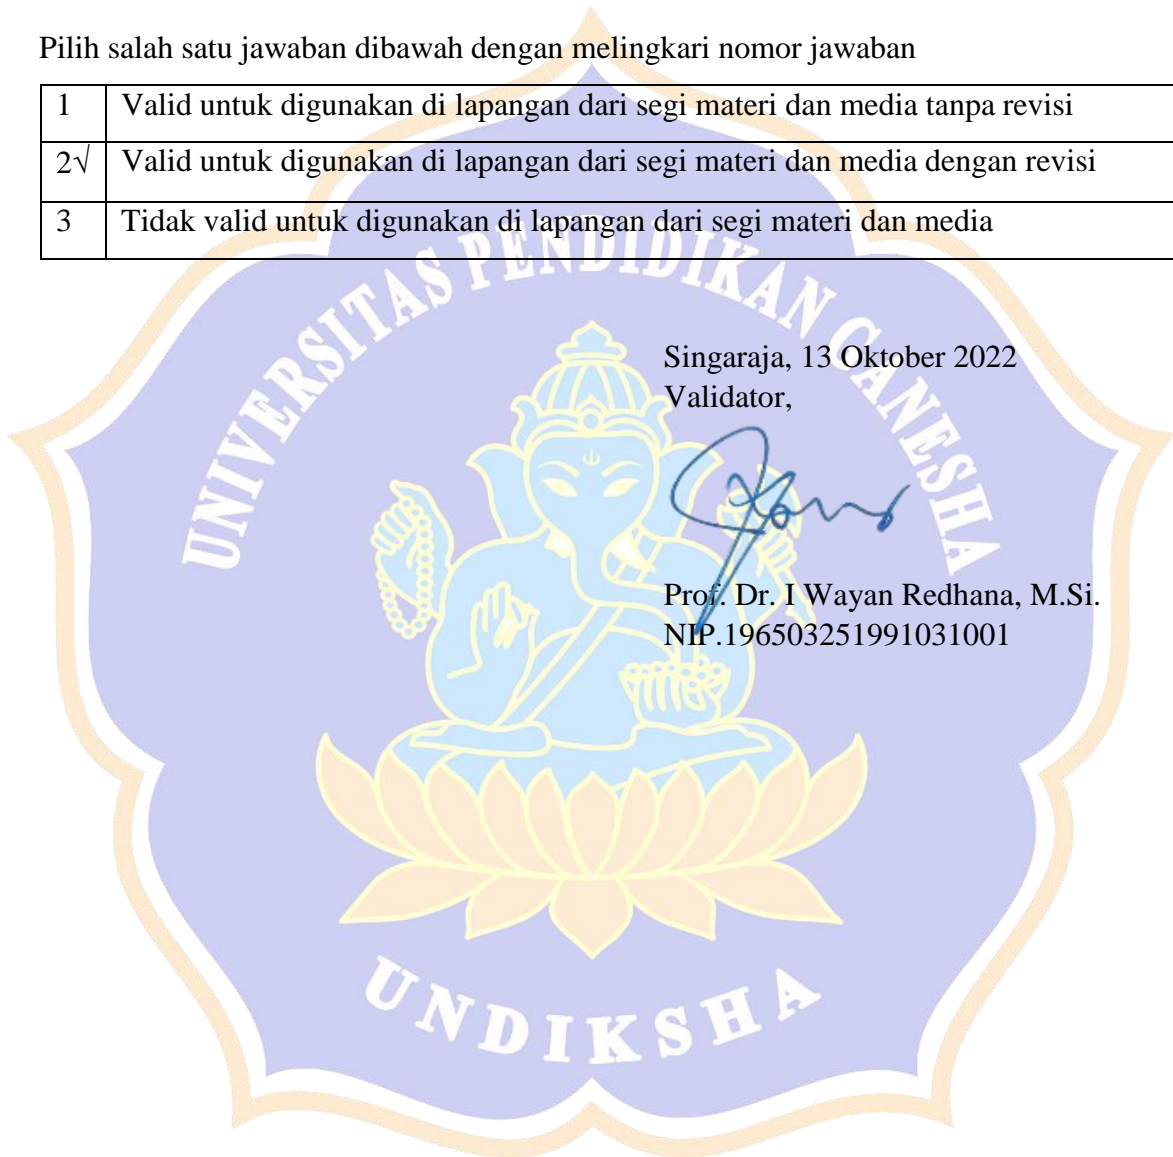 Pilih salah satu jawaban dibawah dengan melingkari nomor jawaban
1 Valid untuk digunakan di lapangan dari segi materi dan media tanpa revisi
2√ Valid untuk digunakan di lapangan dari segi materi dan media dengan revisi
3 Tidak valid untuk digunakan di lapangan dari segi materi dan media
UNIVERSITAS PENDIDIKAN GANESHA
Singaraja, 13 Oktober 2022
Validator,
Prof. Dr. I Wayan Redhana, M.Si.
NIP.196503251991031001
UNDIKSHA